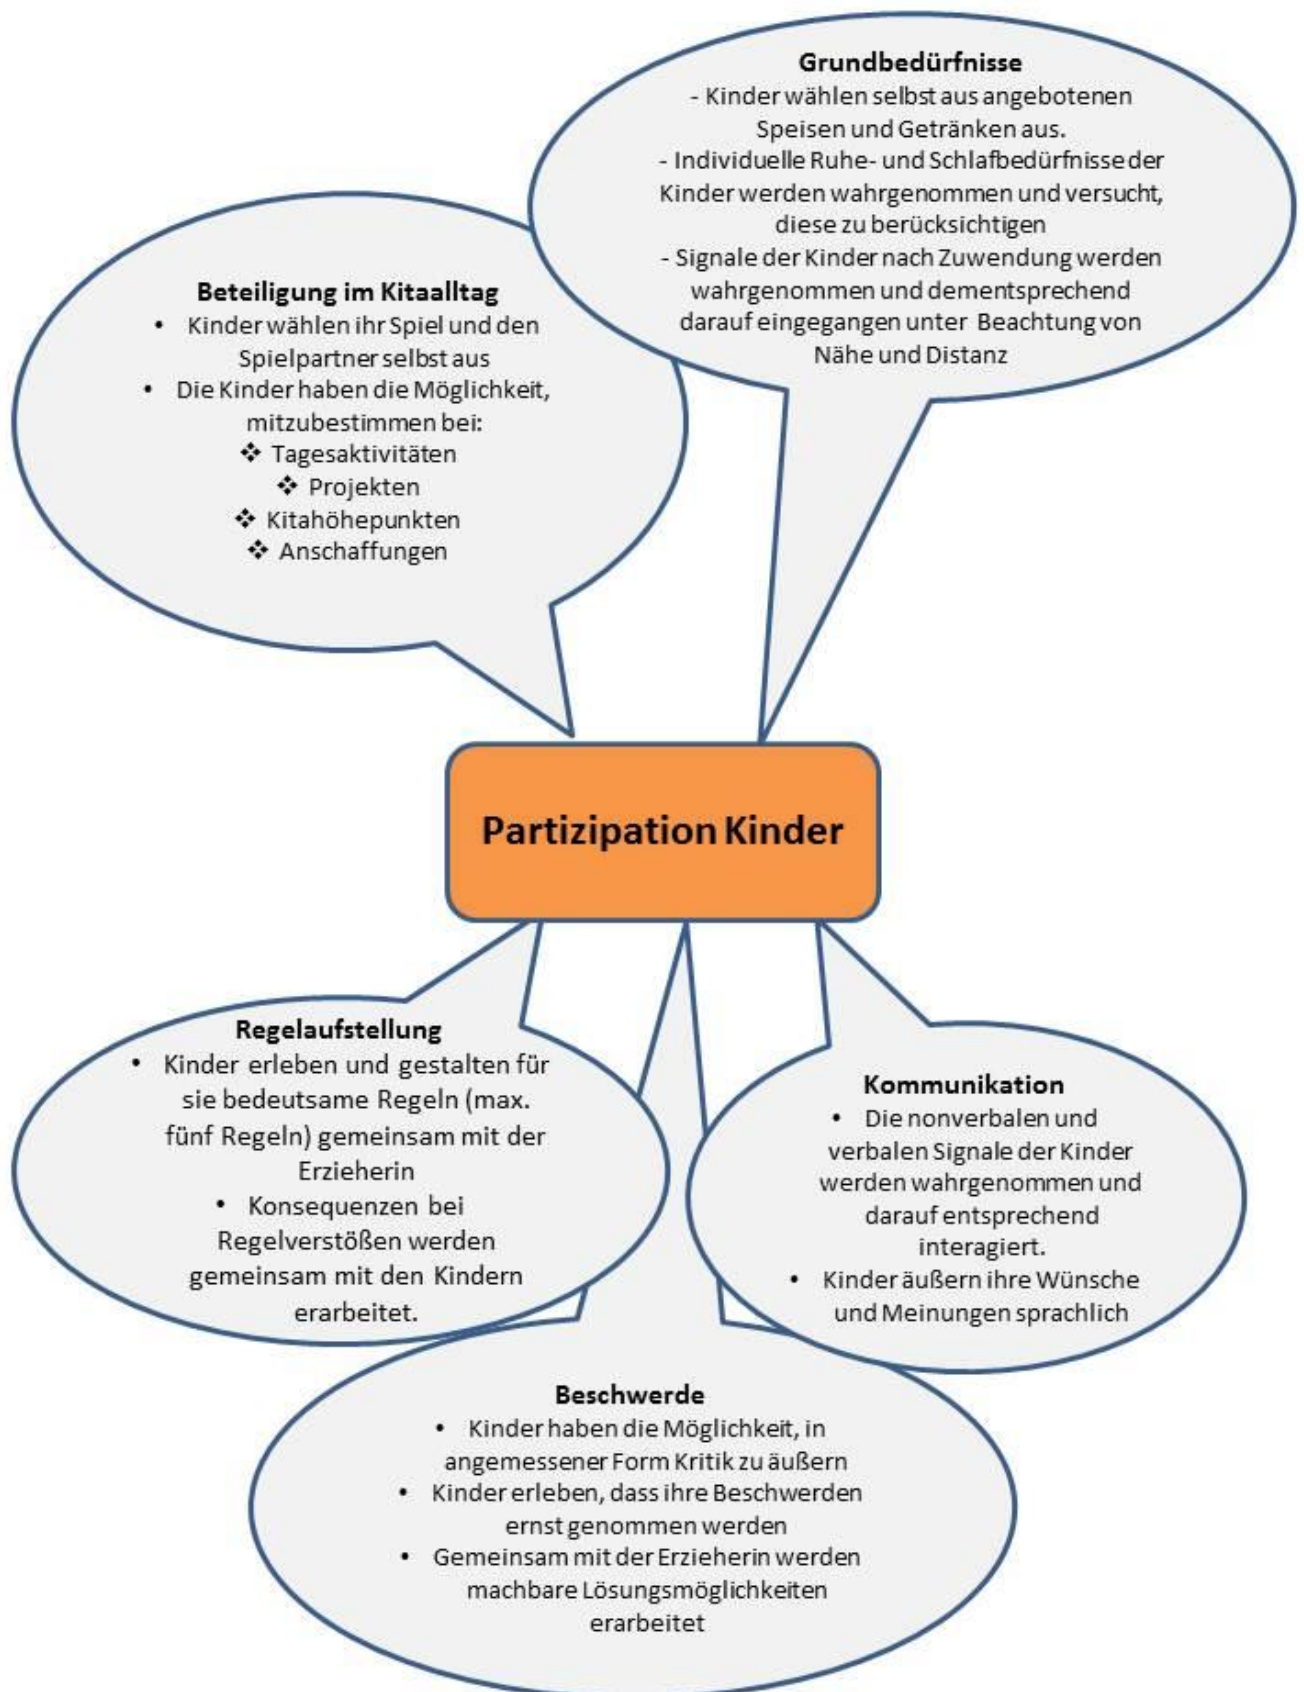 Grundbedürfnisse
- Kinder wählen selbst aus angebotenen
Speisen und Getränken aus.
- Individuelle Ruhe- und Schlafbedürfnisse der
Kinder werden wahrgenommen und versucht,
diese zu berücksichtigen
- Signale der Kinder nach Zuwendung werden
wahrgenommen und dementsprechend
darauf eingegangen unter Beachtung von
Nähe und Distanz
Beteiligung im Kitaalltag
• Kinder wählen ihr Spiel und den
Spielpartner selbst aus
• Die Kinder haben die Möglichkeit,
mitzubestimmen bei:
❖ Tagesaktivitäten
❖ Projekten
❖ Kitahöhepunkten
❖ Anschaffungen
Partizipation Kinder
Regelaufstellung
• Kinder erleben und gestalten für
sie bedeutsame Regeln (max.
fünf Regeln) gemeinsam mit der
Erzieherin
• Konsequenzen bei
Regelverstößen werden
gemeinsam mit den Kindern
erarbeitet.
Kommunikation
• Die nonverbalen und
verbalen Signale der Kinder
werden wahrgenommen und
darauf entsprechend
interagiert.
• Kinder äußern ihre Wünsche
und Meinungen sprachlich
Beschwerde
• Kinder haben die Möglichkeit, in
angemessener Form Kritik zu äußern
• Kinder erleben, dass ihre Beschwerden
ernst genommen werden
• Gemeinsam mit der Erzieherin werden
machbare Lösungsmöglichkeiten
erarbeitet